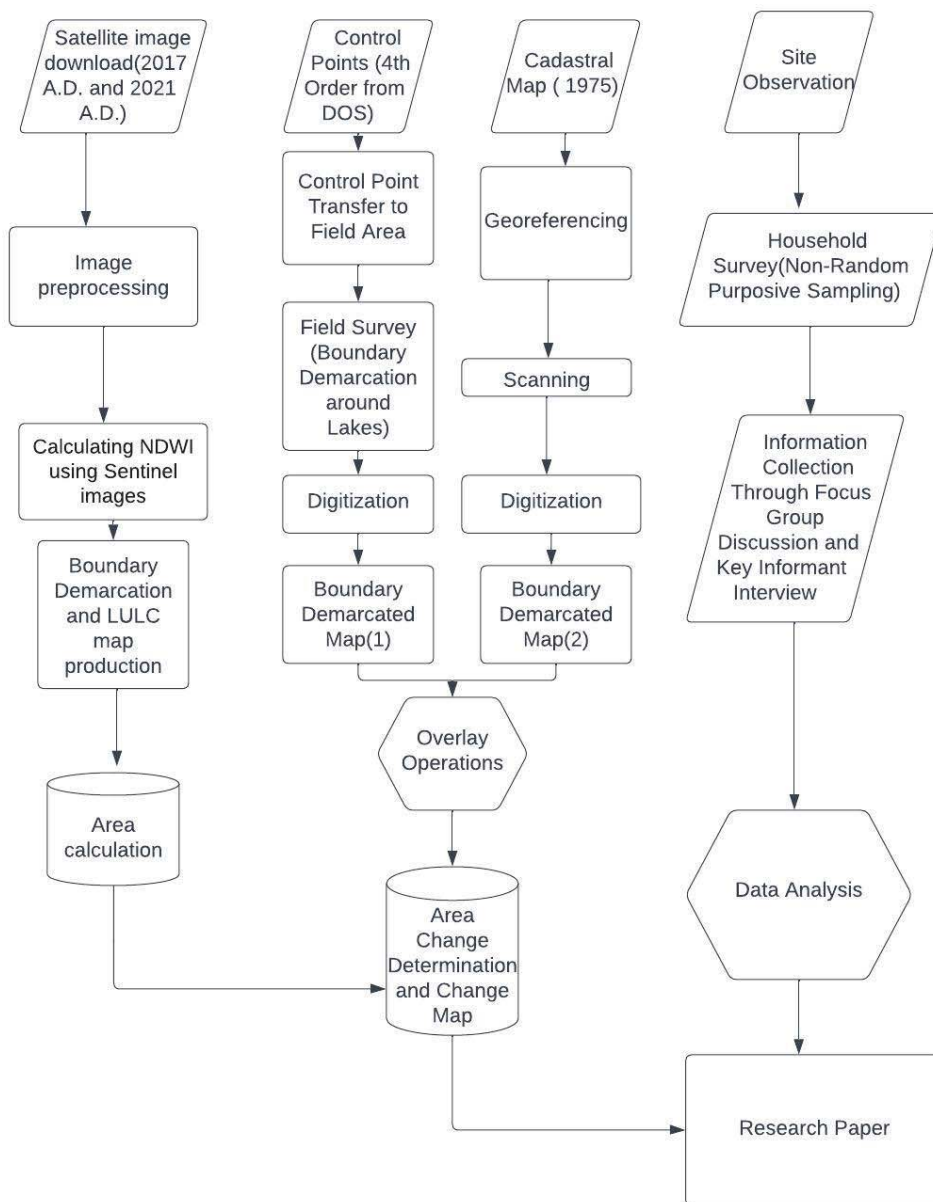 Satellite image
download(2017
A.D. and 2021
A.D.)
Control
Points (4th
Order from
DOS)
Cadastral
Map ( 1975)
Site
Observation
Control Point
Transfer to
Field Area
Georeferencing
Household
Survey(Non-Random
Purposive Sampling)
Image
preprocessing
Field Survey
(Boundary
Demarcation
around
Lakes)
Scanning
Calculating NDWI
using Sentinel
images
Digitization
Digitization
Information
Collection
Through Focus
Group
Discussion and
Key Informant
Interview
Boundary
Demarcation
and LULC
map
production
Boundary
Demarcated
Map(1)
Boundary
Demarcated
Map(2)
Overlay
Operations
Area
calculation
Data Analysis
Area
Change
Determination
and Change
Map
Research Paper